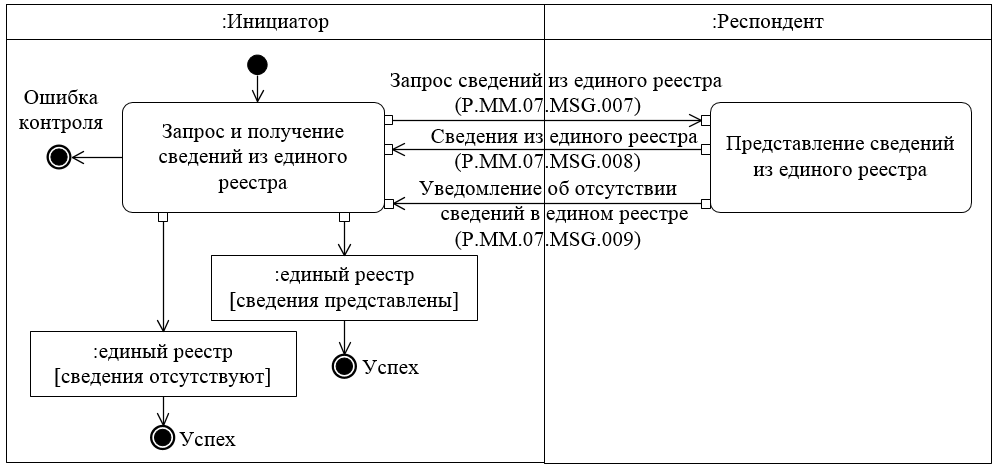 :Инициатор
:Респондент
Ошибка
контроля
Запрос и получение
сведений из единого
реестра
Запрос сведений из единого реестра
(P.MM.07.MSG.007)
Сведения из единого реестра
(P.MM.07.MSG.008)
Уведомление об отсутствии
сведений в едином реестре
(P.MM.07.MSG.009)
Представление сведений
из единого реестра
:единый реестр
[сведения представлены]
Успех
:единый реестр
[сведения отсутствуют]
Успех